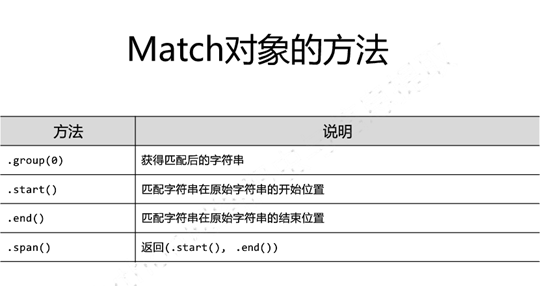 Match对象的方法
方法 说明
.group(0) 获得匹配后的字符串
.start() 匹配字符串在原始字符串的开始位置
.end() 匹配字符串在原始字符串的结束位置
.span() 返回(.start(), .end())